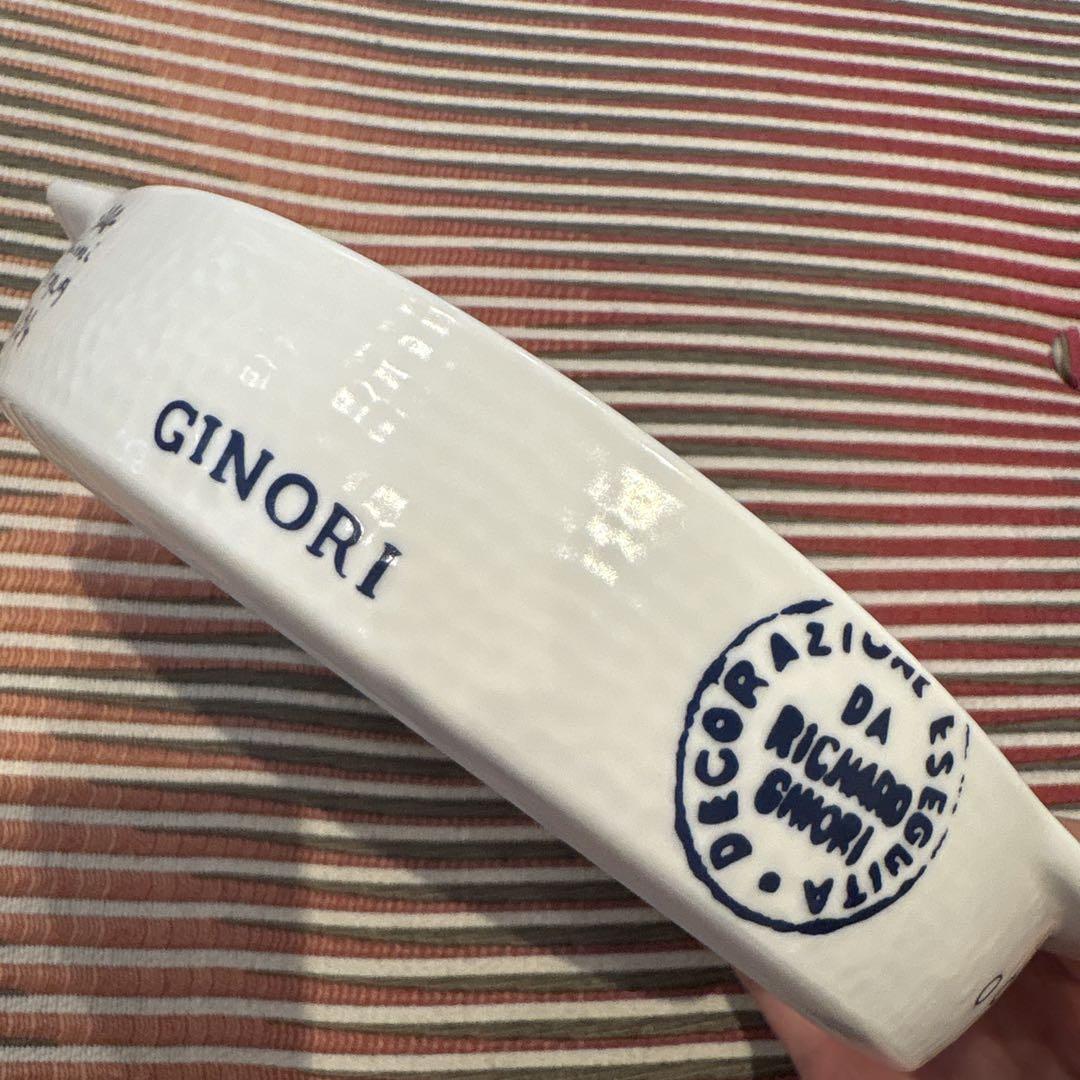 GINORI
DECORAZIONE ESEGUITA
DA
RICHARD
GINORI